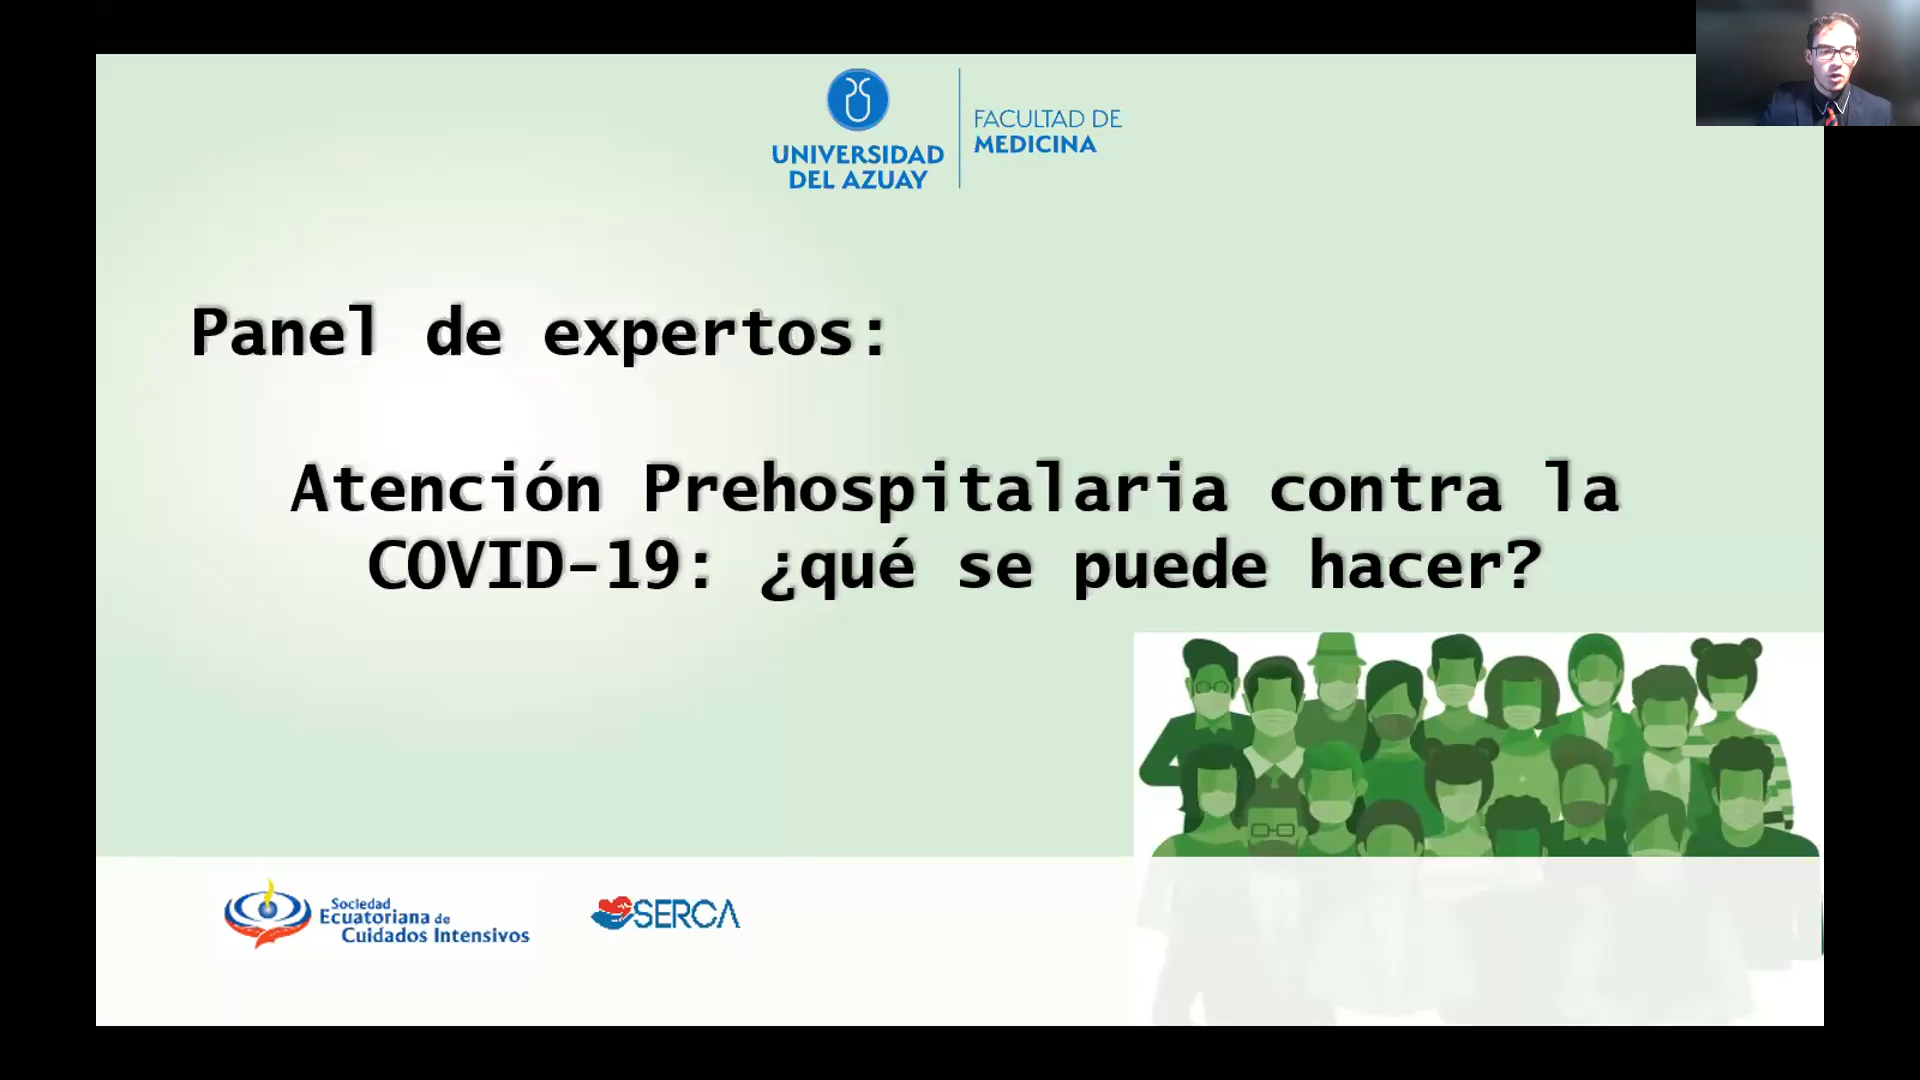 UNIVERSIDAD
DEL AZUAY
FACULTAD DE
MEDICINA
Panel de expertos:
Atención Prehospitalaria contra la
COVID-19: ¿qué se puede hacer?
Sociedad
Ecuatoriana de
Cuidados Intensivos
SERCA